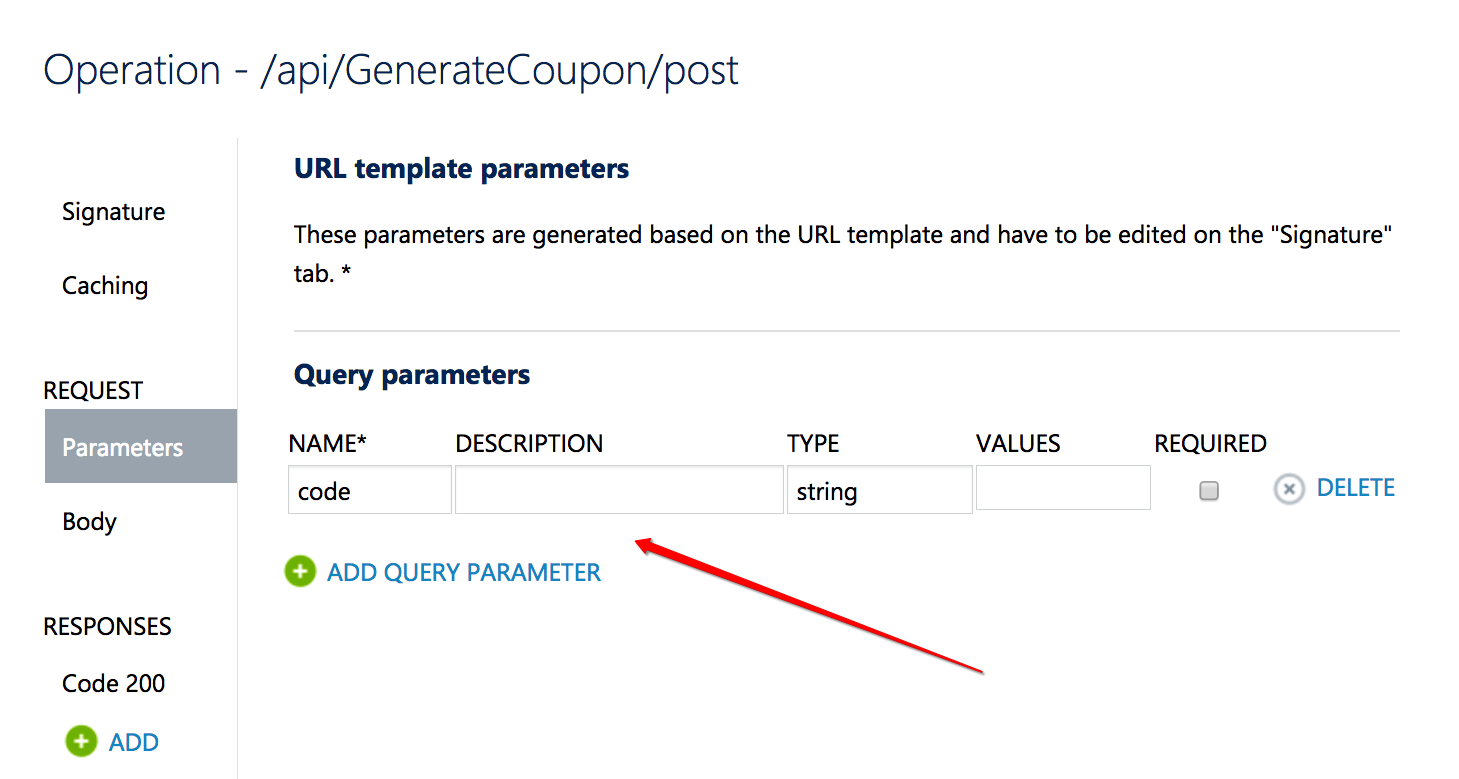 Operation - /api/GenerateCoupon/post
Signature
Caching
REQUEST
Parameters
Body
RESPONSES
Code 200
ADD
URL template parameters
These parameters are generated based on the URL template and have to be edited on the "Signature"
tab. *
Query parameters
NAME* DESCRIPTION TYPE VALUES REQUIRED
code string DELETE
ADD QUERY PARAMETER